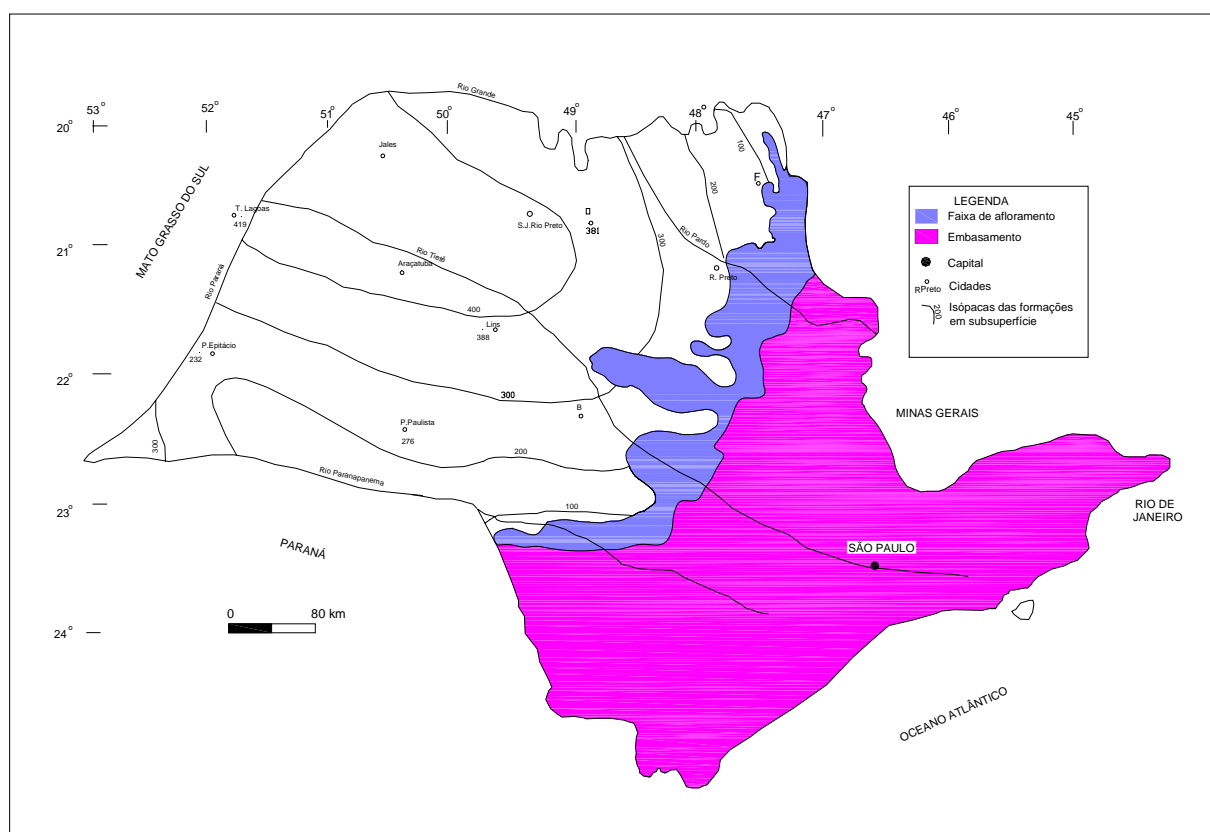 53°
52°
51°
50°
49°
48°
47°
46°
45°
20°
21°
22°
23°
24°
Rio Grande
Jales
MATO GRASSO DO SUL
T. Lagoas
419
S.J.Rio Preto
381
F
100
200
300
Rio Pardo
R. Preto
Rio Tietê
Araçatuba
Rio Paraná
400
Lins
388
P.Epitácio
232
300
B
P.Paulista
276
200
300
Rio Paranapanema
100
PARANÁ
0 80 km
SÃO PAULO
MINAS GERAIS
RIO DE
JANEIRO
OCEANO ATLÂNTICO
LEGENDA
Faixa de afloramento
Embasamento
Capital
RPreto Cidades
200 Isópacas das formações
em subsuperfície